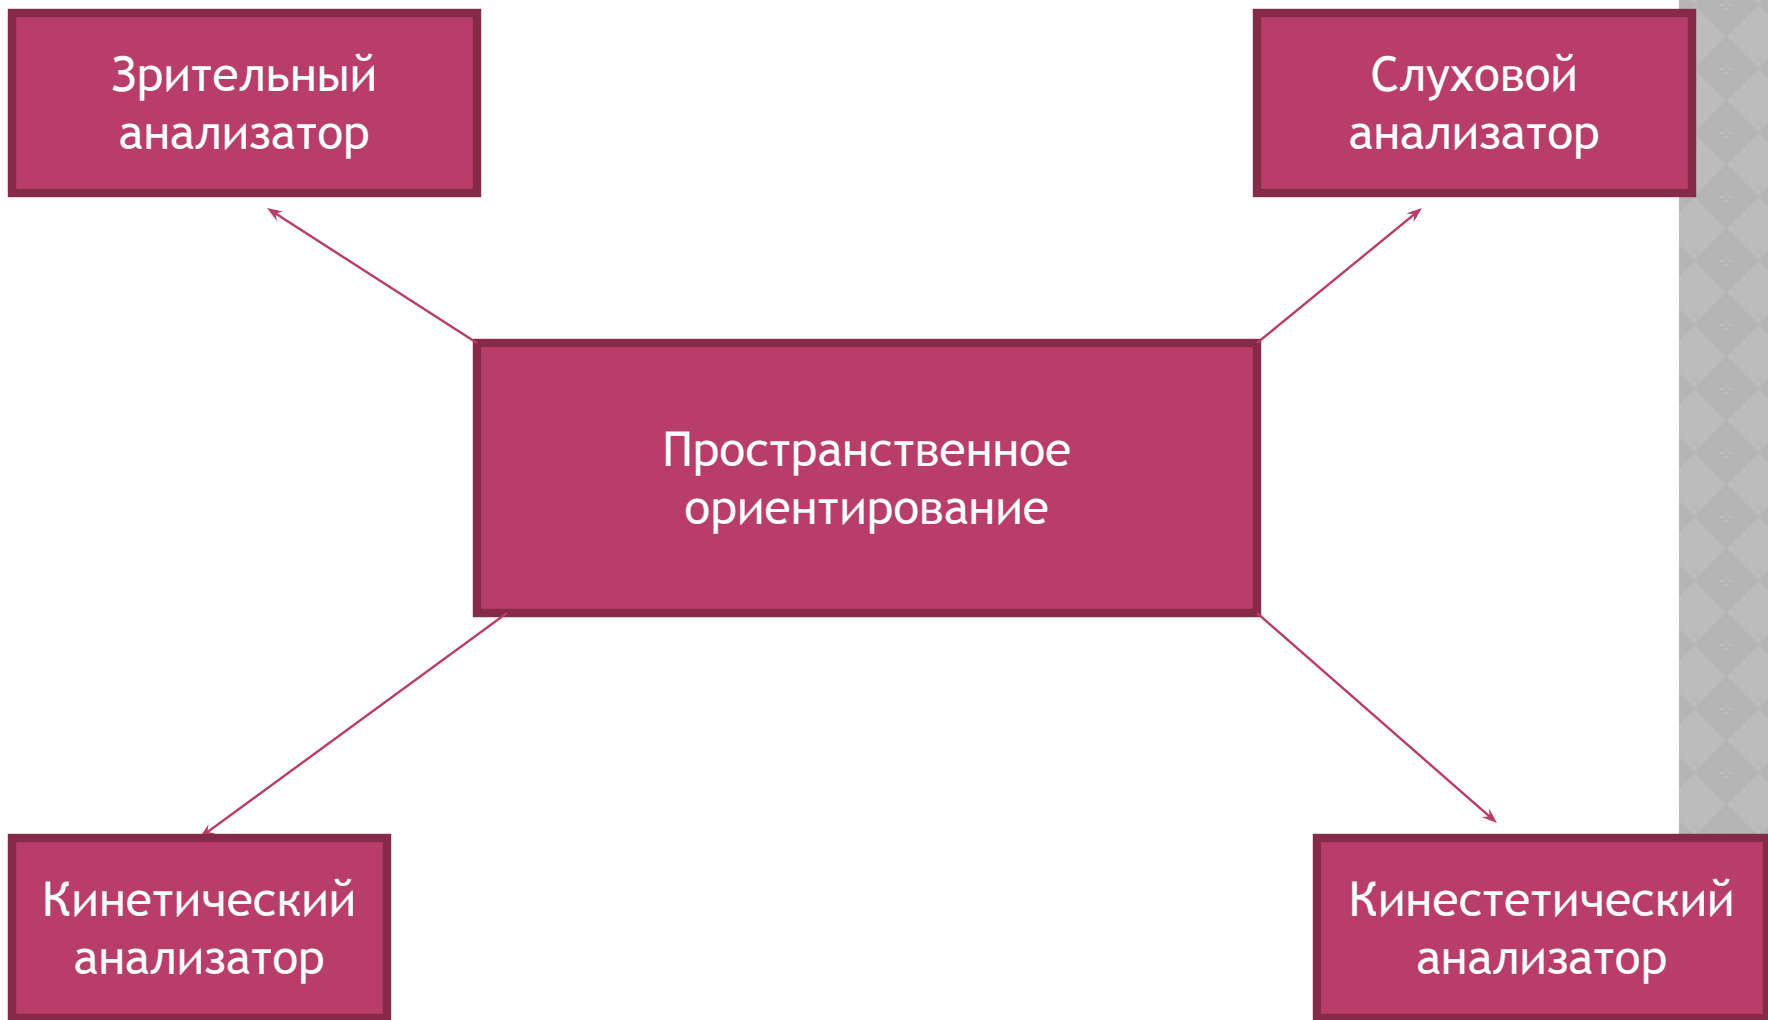 Зрительный
анализатор
Слуховой
анализатор
Пространственное
ориентирование
Кинетический
анализатор
Кинестетический
анализатор